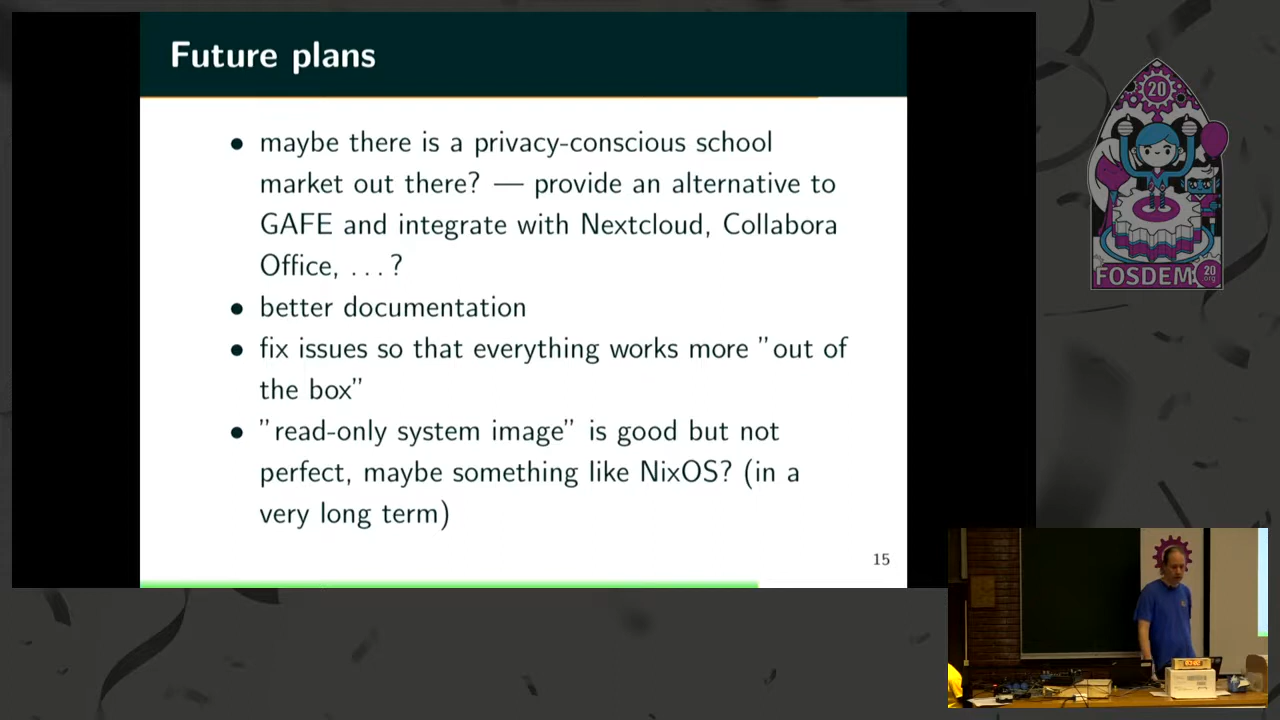 Future plans
• maybe there is a privacy-conscious school
market out there? — provide an alternative to
GAFE and integrate with Nextcloud, Collabora
Office, . . . ?
• better documentation
• fix issues so that everything works more ”out of
the box”
• ”read-only system image” is good but not
perfect, maybe something like NixOS? (in a
very long term)
15
20
FOSDEM
20
org